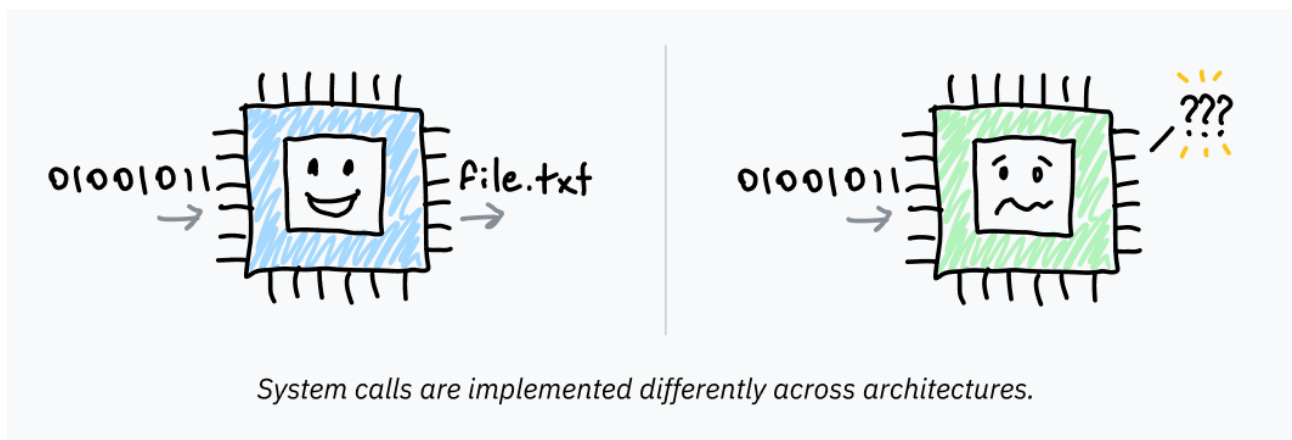 01001011
file.txt
01001011
???
System calls are implemented differently across architectures.